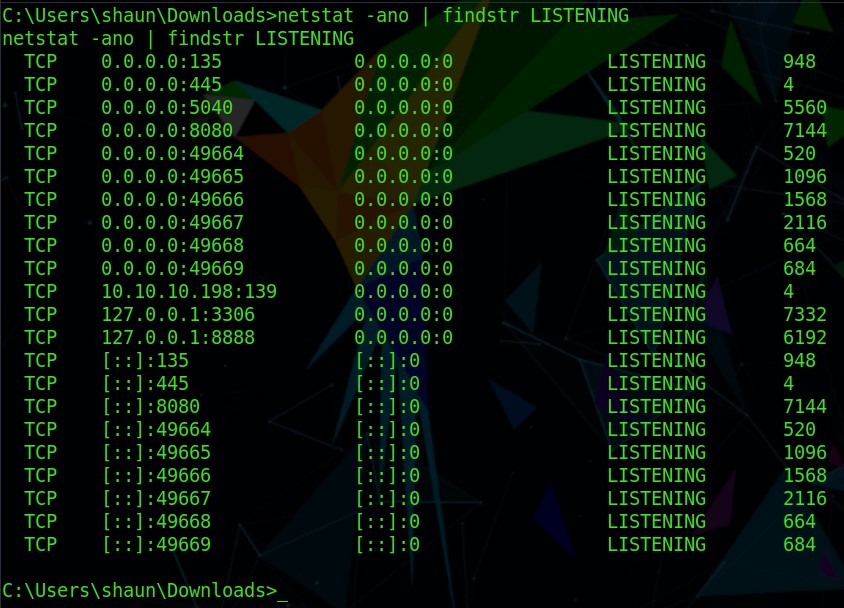 C:\Users\shaun\Downloads>netstat -ano | findstr LISTENING
netstat -ano | findstr LISTENING
  TCP    0.0.0.0:135            0.0.0.0:0              LISTENING       948
  TCP    0.0.0.0:445            0.0.0.0:0              LISTENING       4
  TCP    0.0.0.0:5040           0.0.0.0:0              LISTENING       5560
  TCP    0.0.0.0:8080           0.0.0.0:0              LISTENING       7144
  TCP    0.0.0.0:49664          0.0.0.0:0              LISTENING       520
  TCP    0.0.0.0:49665          0.0.0.0:0              LISTENING       1096
  TCP    0.0.0.0:49666          0.0.0.0:0              LISTENING       1568
  TCP    0.0.0.0:49667          0.0.0.0:0              LISTENING       2116
  TCP    0.0.0.0:49668          0.0.0.0:0              LISTENING       664
  TCP    0.0.0.0:49669          0.0.0.0:0              LISTENING       684
  TCP    10.10.10.198:139       0.0.0.0:0              LISTENING       4
  TCP    127.0.0.1:3306         0.0.0.0:0              LISTENING       7332
  TCP    127.0.0.1:8888         0.0.0.0:0              LISTENING       6192
  TCP    [::]:135               [::]:0                 LISTENING       948
  TCP    [::]:445               [::]:0                 LISTENING       4
  TCP    [::]:8080              [::]:0                 LISTENING       7144
  TCP    [::]:49664             [::]:0                 LISTENING       520
  TCP    [::]:49665             [::]:0                 LISTENING       1096
  TCP    [::]:49666             [::]:0                 LISTENING       1568
  TCP    [::]:49667             [::]:0                 LISTENING       2116
  TCP    [::]:49668             [::]:0                 LISTENING       664
  TCP    [::]:49669             [::]:0                 LISTENING       684
C:\Users\shaun\Downloads>_